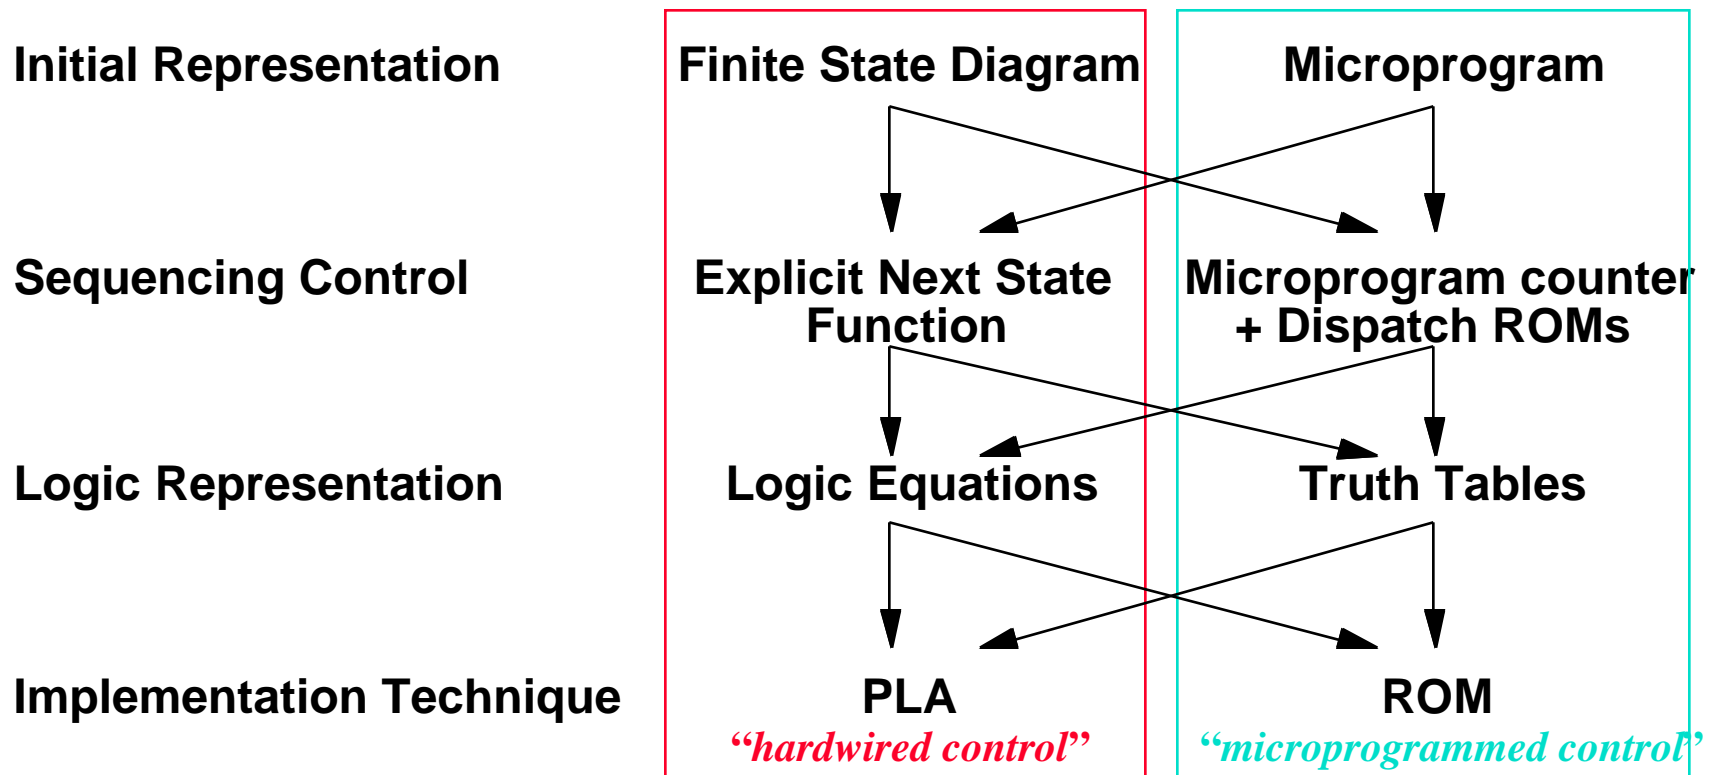 Initial Representation Finite State Diagram Microprogram
Sequencing Control Explicit Next State Microprogram counter
Function + Dispatch ROMs
Logic Representation Logic Equations Truth Tables
Implementation Technique PLA ROM
“hardwired control” “microprogrammed control”